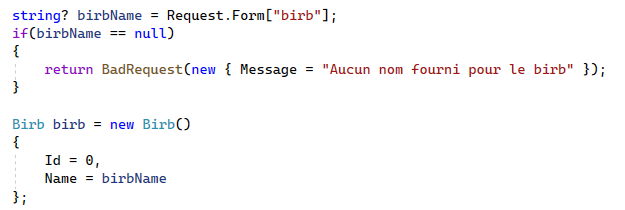 string? birbName = Request.Form["birb"];
if(birbName == null)
{
    return BadRequest(new { Message = "Aucun nom fourni pour le birb" });
}

Birb birb = new Birb()
{
    Id = 0,
    Name = birbName
};